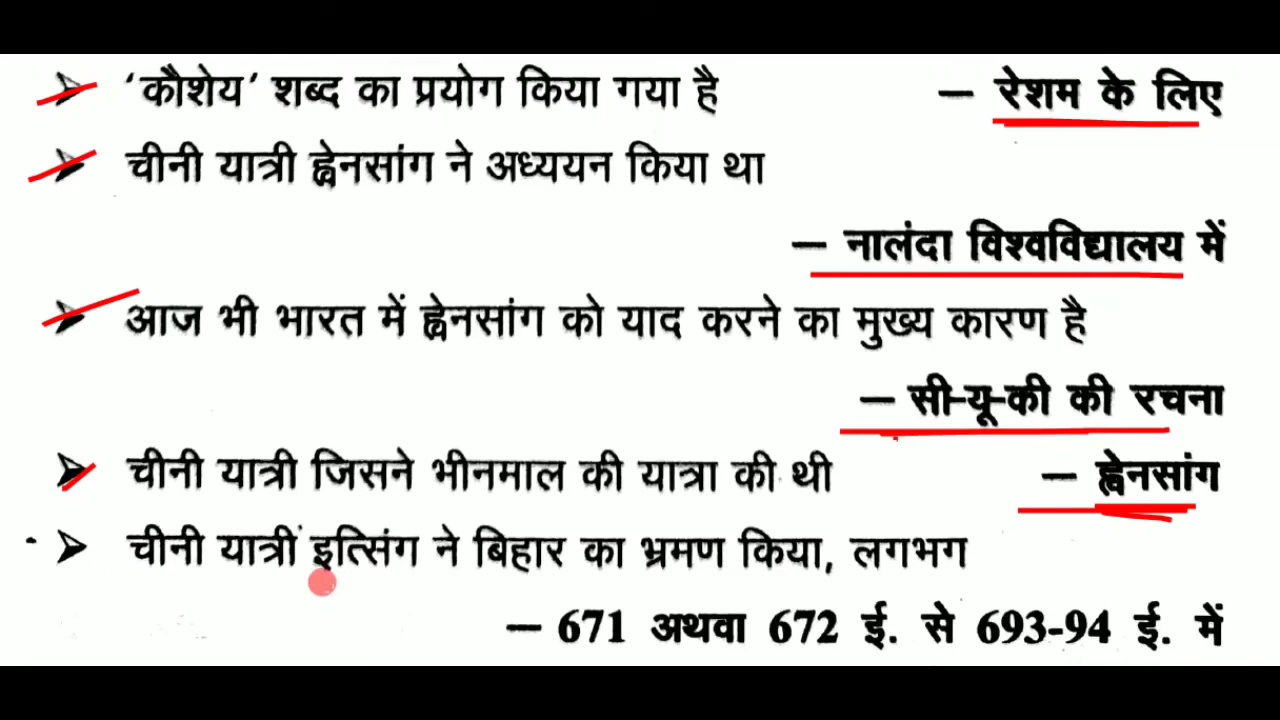 ➢ 'कौशेय' शब्द का प्रयोग किया गया है — रेशम के लिए
➢ चीनी यात्री ह्वेनसांग ने अध्ययन किया था
— नालंदा विश्वविद्यालय में
➢ आज भी भारत में ह्वेनसांग को याद करने का मुख्य कारण है
— सी-यू-की की रचना
➢ चीनी यात्री जिसने भीनमाल की यात्रा की थी — ह्वेनसांग
➢ चीनी यात्री इत्सिंग ने बिहार का भ्रमण किया, लगभग
— 671 अथवा 672 ई. से 693-94 ई. में